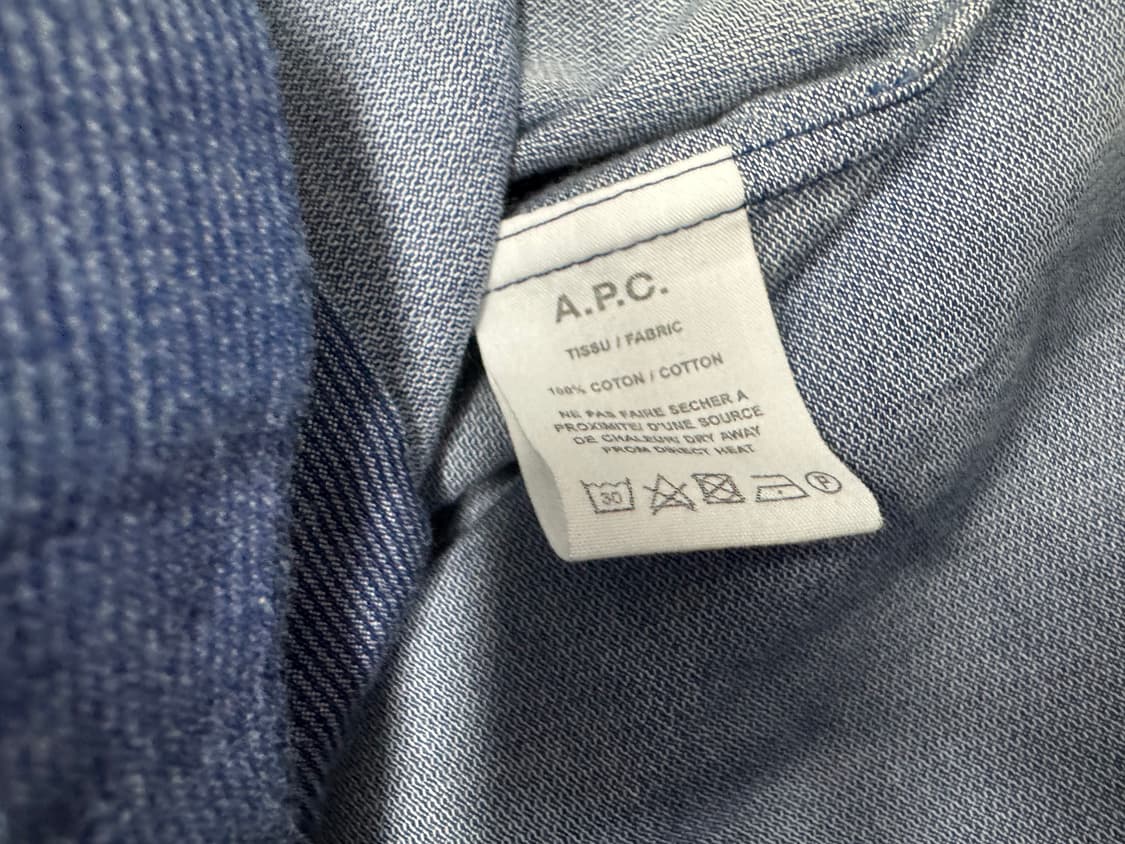 A.P.C.
TISSU / FABRIC
100% COTON / COTTON
NE PAS FAIRE SECHER A
PROXIMITE/ D'UNE SOURCE
DE CHALEUR/ DRY AWAY
FROM DIRECT HEAT
30 P